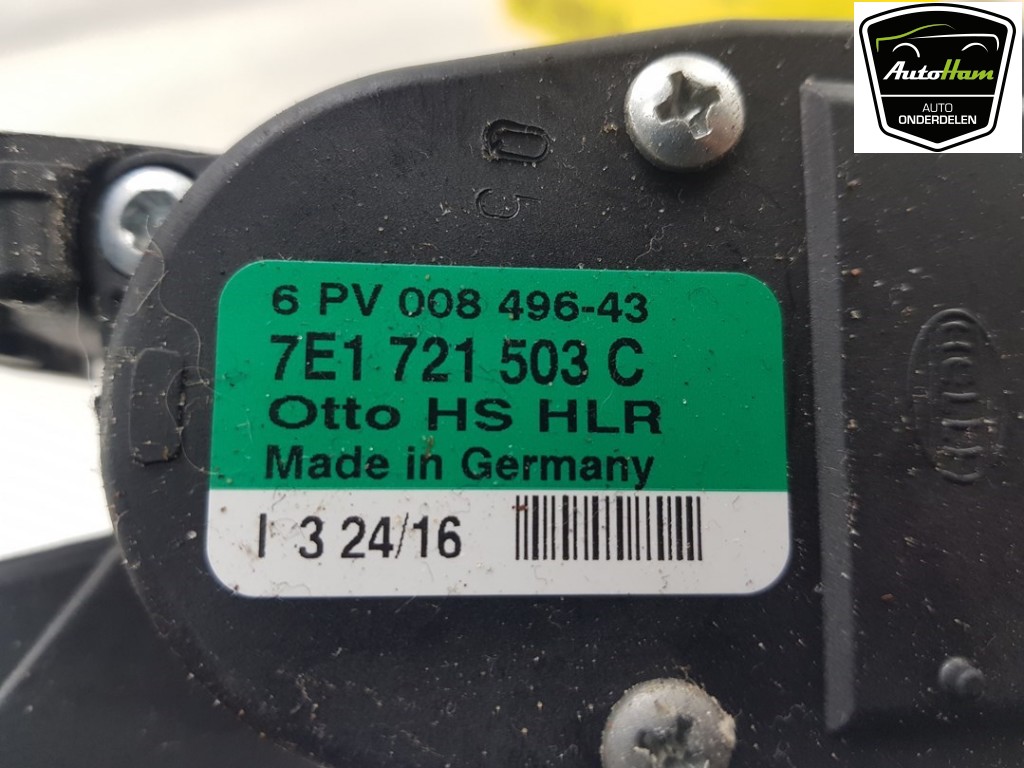 AutoHam
AUTO
ONDERDELEN
05
6 PV 008 496-43
7E1 721 503 C
Otto HS HLR
Made in Germany
I 3 24/16